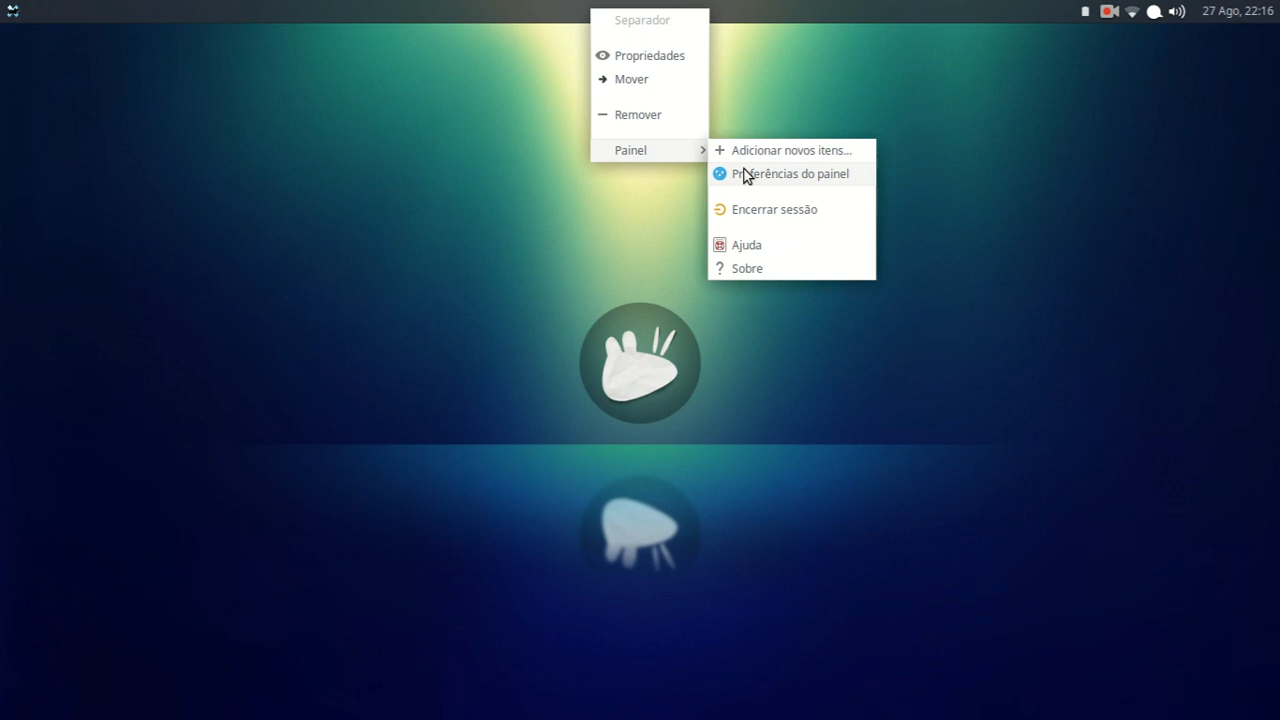 27 Ago, 22:16
Separador
Propriedades
Mover
Remover
Painel
Adicionar novos itens...
Preferências do painel
Encerrar sessão
Ajuda
Sobre